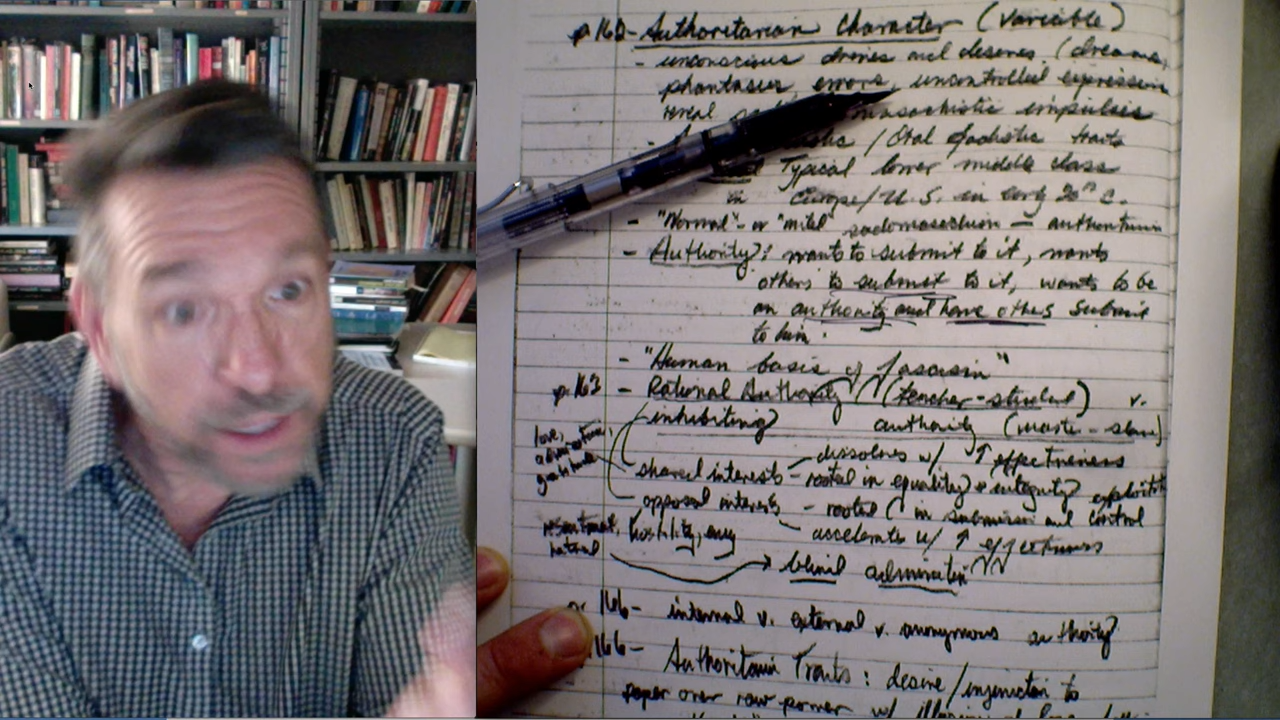 p 162 - Authoritarian Character (variable)
- unconscious drives and desires (dreams,
phantasies, errors, uncontrolled expression
reveal masochistic impulses
/ Oral Sadistic traits
Typical lower middle class
in Europe/U.S. in early 20th c.
- "Normal" - or "mild" sadomasochism -
- Authority: wants to submit to it, wants
others to submit to it, wants to be
an authority and have others submit
to him.
- "Human basis of fascism"
p. 163 - Rational Authority (teacher-student) v.
inhibiting authority (master-slave)
love, admiration, gratitude
- dissolves w/ ↑ effectiveness
shared interests - rooted in equality & integrity
opposed interests - rooted in submission and control
resentment, hostility, envy - accelerates w/ ↑ effectiveness
hatred → blind admiration
166 - internal v. external v. anonymous authority
166 - Authoritarian Traits: desire/injunction to
paper over raw power w/ illusion of